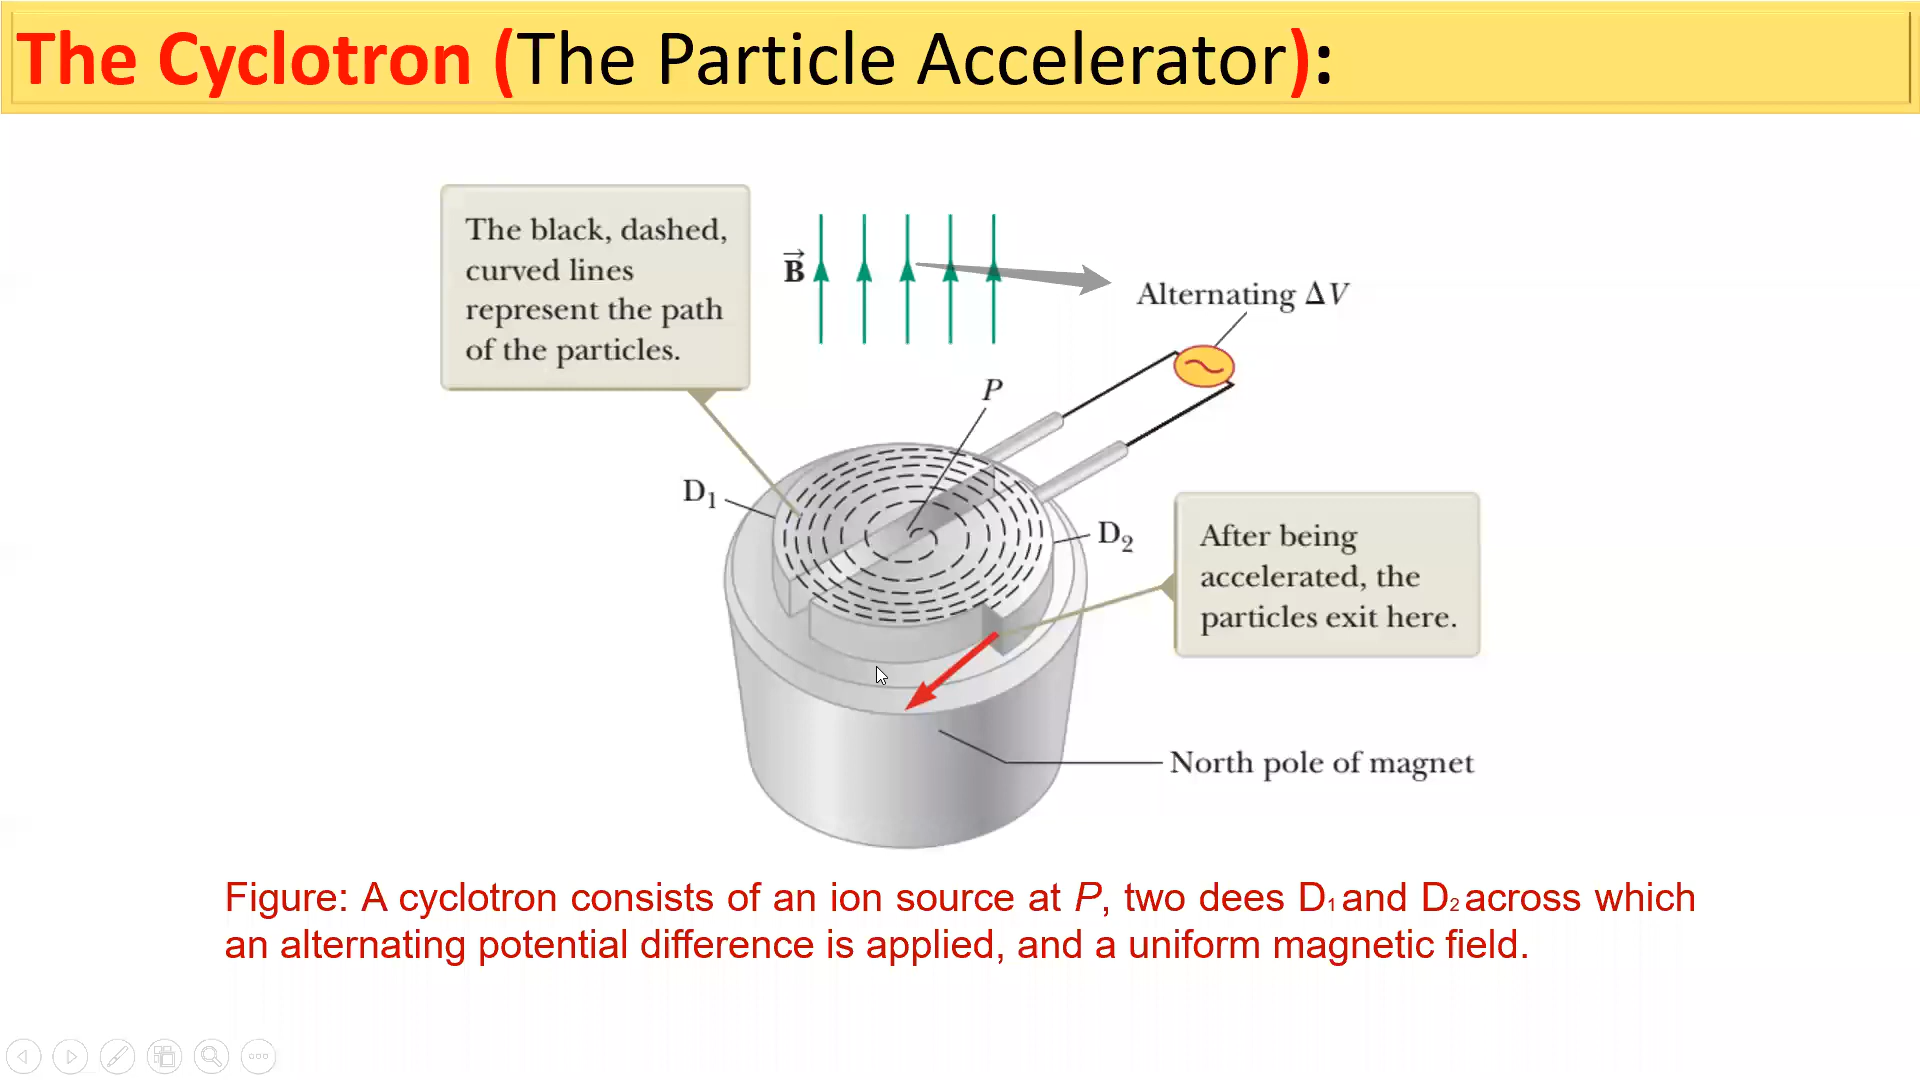 The Cyclotron (The Particle Accelerator):
The black, dashed,
curved lines
represent the path
of the particles.
B⃗
Alternating ΔV
P
D₁
D₂
After being
accelerated, the
particles exit here.
North pole of magnet
Figure: A cyclotron consists of an ion source at P, two dees D₁ and D₂ across which
an alternating potential difference is applied, and a uniform magnetic field.